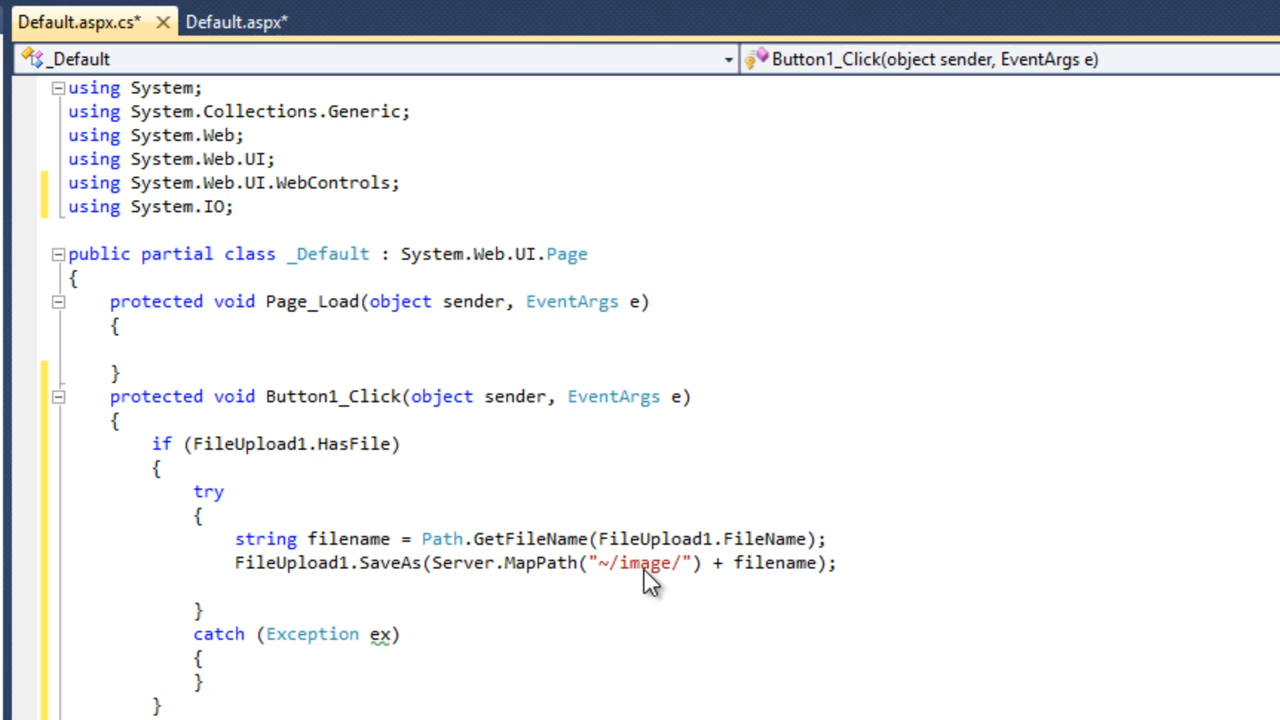 Default.aspx.cs* Default.aspx*
_Default Button1_Click(object sender, EventArgs e)
using System;
using System.Collections.Generic;
using System.Web;
using System.Web.UI;
using System.Web.UI.WebControls;
using System.IO;
public partial class _Default : System.Web.UI.Page
{
protected void Page_Load(object sender, EventArgs e)
{
}
protected void Button1_Click(object sender, EventArgs e)
{
if (FileUpload1.HasFile)
{
try
{
string filename = Path.GetFileName(FileUpload1.FileName);
FileUpload1.SaveAs(Server.MapPath("~/image/") + filename);
}
catch (Exception ex)
{
}
}